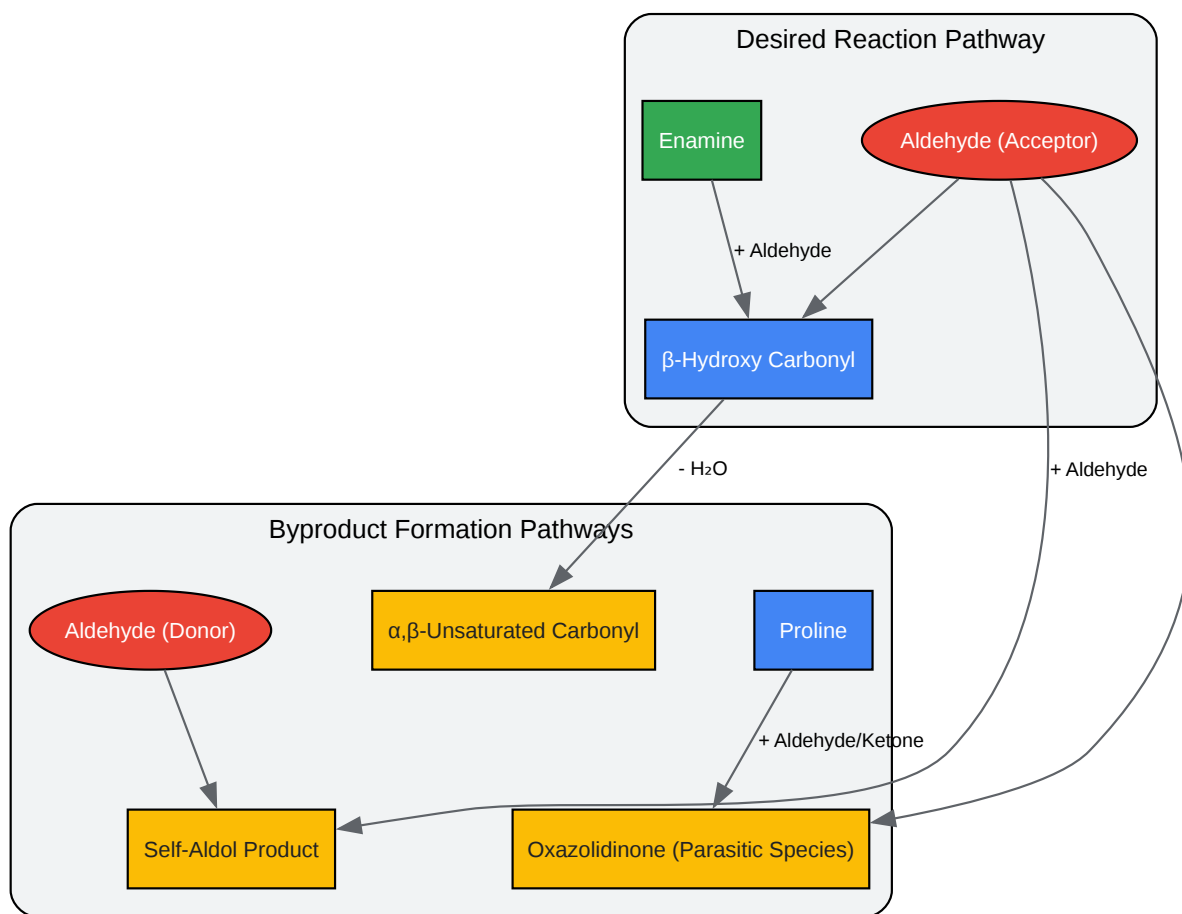 Desired Reaction Pathway
Enamine
Aldehyde (Acceptor)
+ Aldehyde
β-Hydroxy Carbonyl
- H₂O
+ Aldehyde
Byproduct Formation Pathways
Aldehyde (Donor)
α,β-Unsaturated Carbonyl
Proline
+ Aldehyde/Ketone
Self-Aldol Product
Oxazolidinone (Parasitic Species)